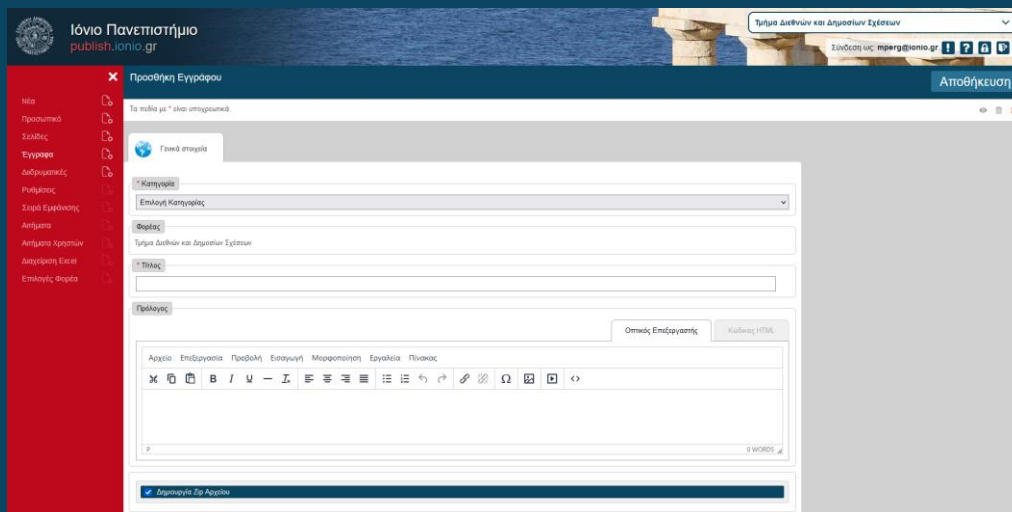 Ιόνιο Πανεπιστήμιο
publish.ionio.gr
Τμήμα Διεθνών και Δημοσίων Σχέσεων
Σύνδεση ως: mperg@ionio.gr
Προσθήκη Εγγράφου
Αποθήκευση
Τα πεδία με * είναι υποχρεωτικά.
Νέα
Προσωπικό
Σελίδες
Έγγραφα
Διδρυματικές
Ρυθμίσεις
Σειρά Εμφάνισης
Αιτήματα
Αιτήματα Χρηστών
Διαχείριση Excel
Επιλογές Φορέα
Γενικά στοιχεία
* Κατηγορία
Επιλογή Κατηγορίας
Φορέας
Τμήμα Διεθνών και Δημοσίων Σχέσεων
* Τίτλος
Πρόλογος
Οπτικός Επεξεργαστής Κώδικας HTML
Αρχείο Επεξεργασία Προβολή Εισαγωγή Μορφοποίηση Εργαλεία Πίνακας
P 0 WORDS
Δημιουργία Zip Αρχείου